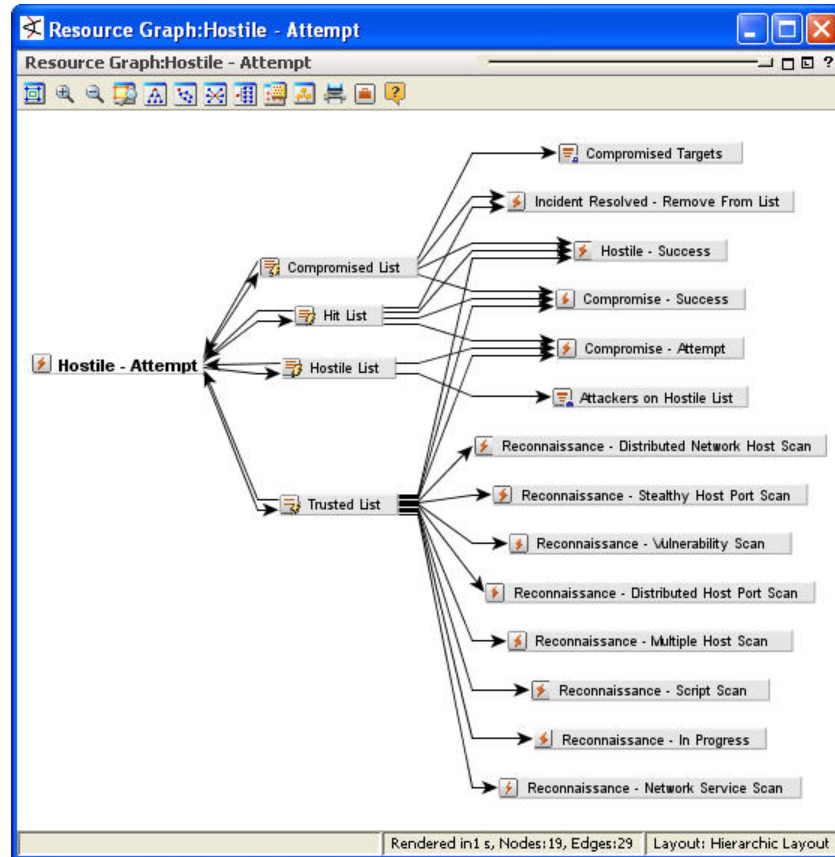 Resource Graph:Hostile - Attempt
Resource Graph:Hostile - Attempt
Compromised Targets
Incident Resolved - Remove From List
Hostile - Success
Compromised List
Compromise - Success
Hit List
Compromise - Attempt
Hostile - Attempt
Hostile List
Attackers on Hostile List
Reconnaissance - Distributed Network Host Scan
Reconnaissance - Stealthy Host Port Scan
Trusted List
Reconnaissance - Vulnerability Scan
Reconnaissance - Distributed Host Port Scan
Reconnaissance - Multiple Host Scan
Reconnaissance - Script Scan
Reconnaissance - In Progress
Reconnaissance - Network Service Scan
Rendered in1 s, Nodes:19, Edges:29
Layout: Hierarchic Layout